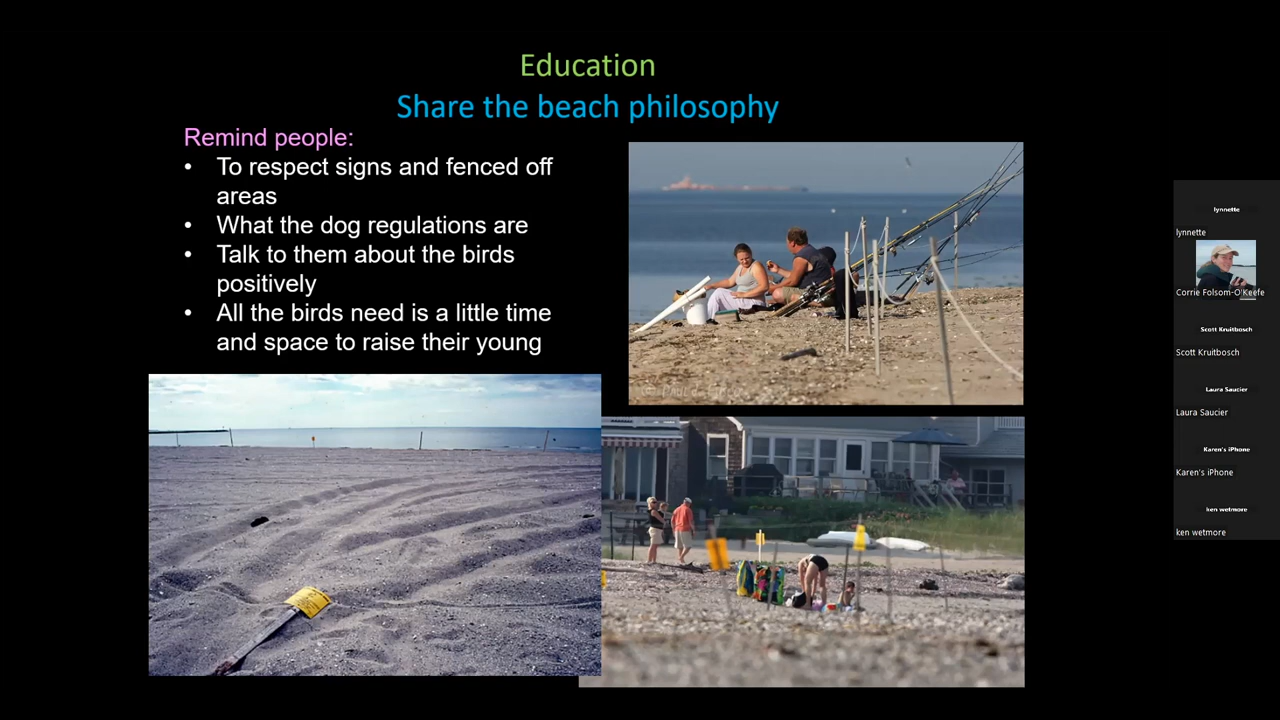 Education
Share the beach philosophy
Remind people:
• To respect signs and fenced off
areas
• What the dog regulations are
• Talk to them about the birds
positively
• All the birds need is a little time
and space to raise their young
lynnette
lynnette
Corrie Folsom-O'Keefe
Scott Kruitbosch
Scott Kruitbosch
Laura Saucier
Laura Saucier
Karen's iPhone
Karen's iPhone
ken wetmore
ken wetmore